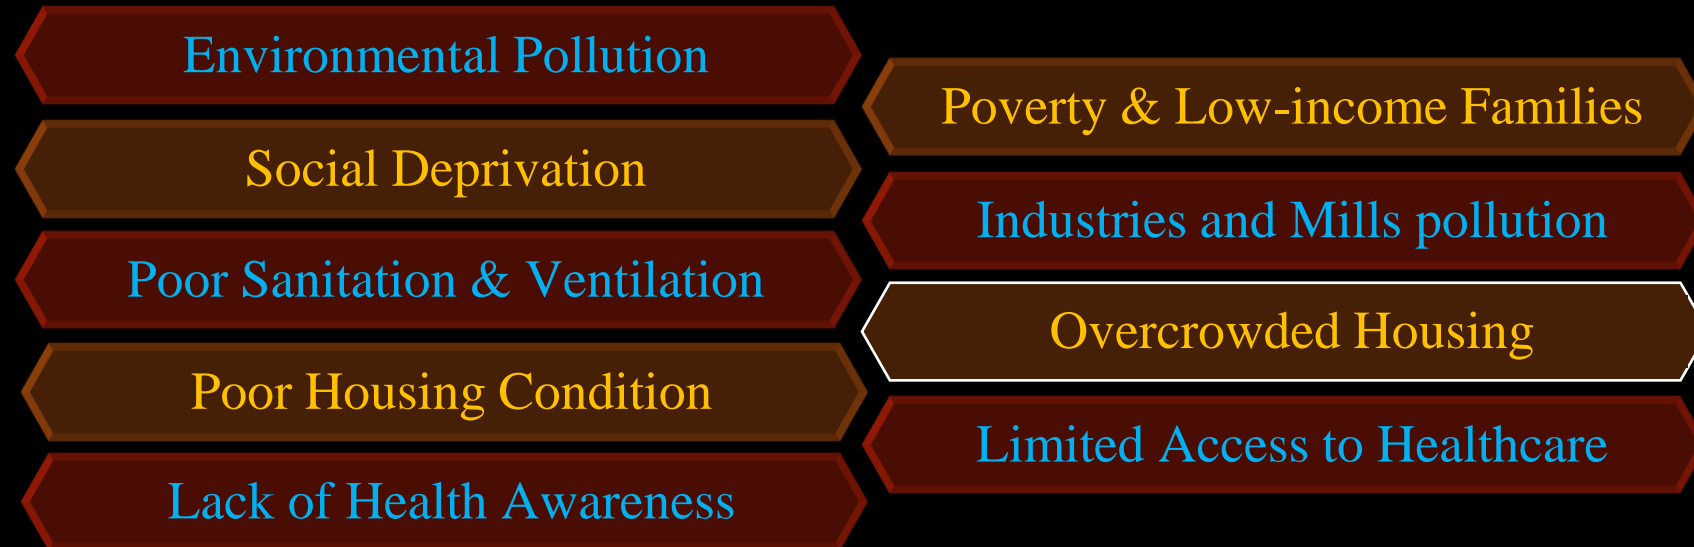 Environmental Pollution
Social Deprivation
Poor Sanitation & Ventilation
Poor Housing Condition
Lack of Health Awareness
Poverty & Low-income Families
Industries and Mills pollution
Overcrowded Housing
Limited Access to Healthcare